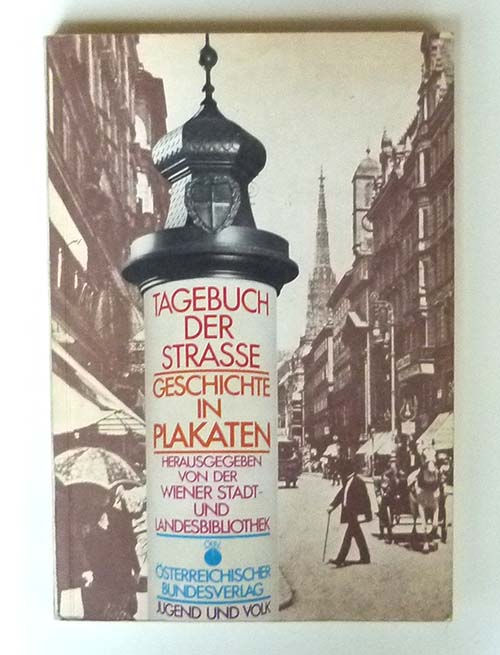 TAGEBUCH
DER
STRASSE
GESCHICHTE
IN
PLAKATEN
HERAUSGEGEBEN
VON DER
WIENER STADT-
UND
LANDESBIBLIOTHEK
ÖBV
ÖSTERREICHISCHER
BUNDESVERLAG
JUGEND UND VOLK